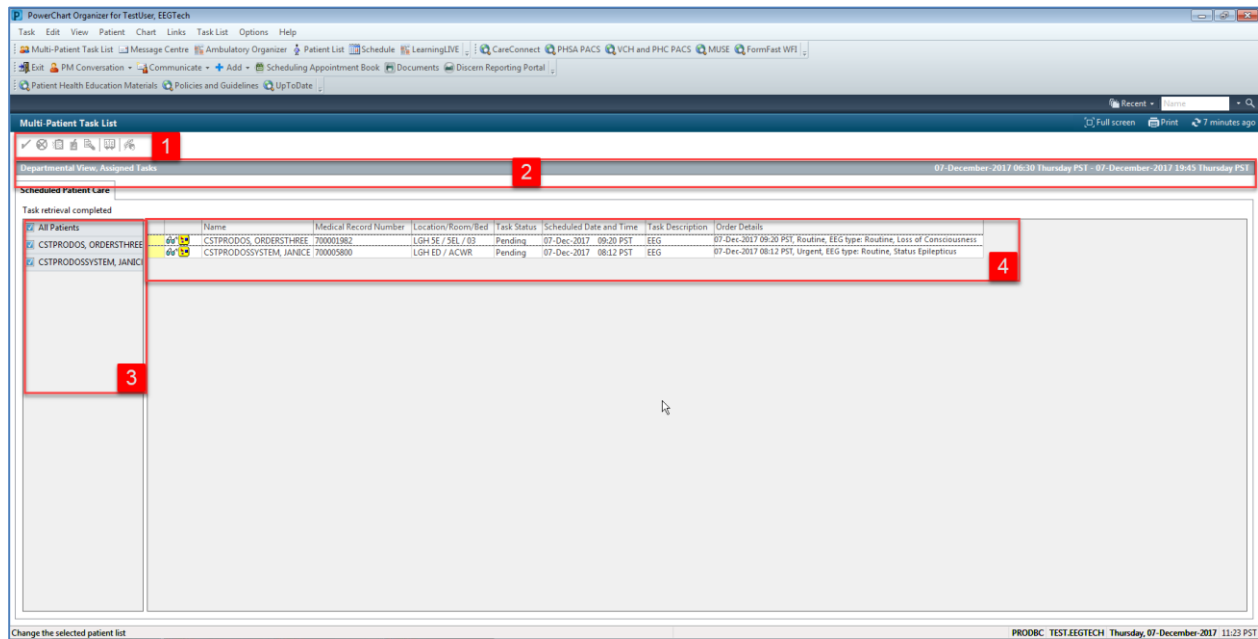 PowerChart Organizer for TestUser, EEGTech
Task Edit View Patient Chart Links Task List Options Help
Multi-Patient Task List Message Centre Ambulatory Organizer Patient List Schedule LearningLIVE CareConnect PHSA PACS VCH and PHC PACS MUSE FormFast WFI
Exit PM Conversation Communicate Add Scheduling Appointment Book Documents Discern Reporting Portal
Patient Health Education Materials Policies and Guidelines UpToDate
Recent Name
Multi-Patient Task List Full screen Print 7 minutes ago
1
Departmental View, Assigned Tasks 2 07-December-2017 06:30 Thursday PST - 07-December-2017 19:45 Thursday PST
Scheduled Patient Care
Task retrieval completed
All Patients Name Medical Record Number Location/Room/Bed Task Status Scheduled Date and Time Task Description Order Details
CSTPRODOS, ORDERSTHREE CSTPRODOS, ORDERSTHREE 700001982 LGH 5E / 5EL / 03 Pending 07-Dec-2017 09:20 PST EEG 07-Dec-2017 09:20 PST, Routine, EEG type: Routine, Loss of Consciousness
CSTPRODOSSYSTEM, JANICE 700005800 LGH ED / ACWR Pending 07-Dec-2017 08:12 PST EEG 07-Dec-2017 08:12 PST, Urgent, EEG type: Routine, Status Epilepticus
CSTPRODOSSYSTEM, JANICI
4
3
Change the selected patient list PRODBC TEST.EEGTECH Thursday, 07-December-2017 11:23 PST